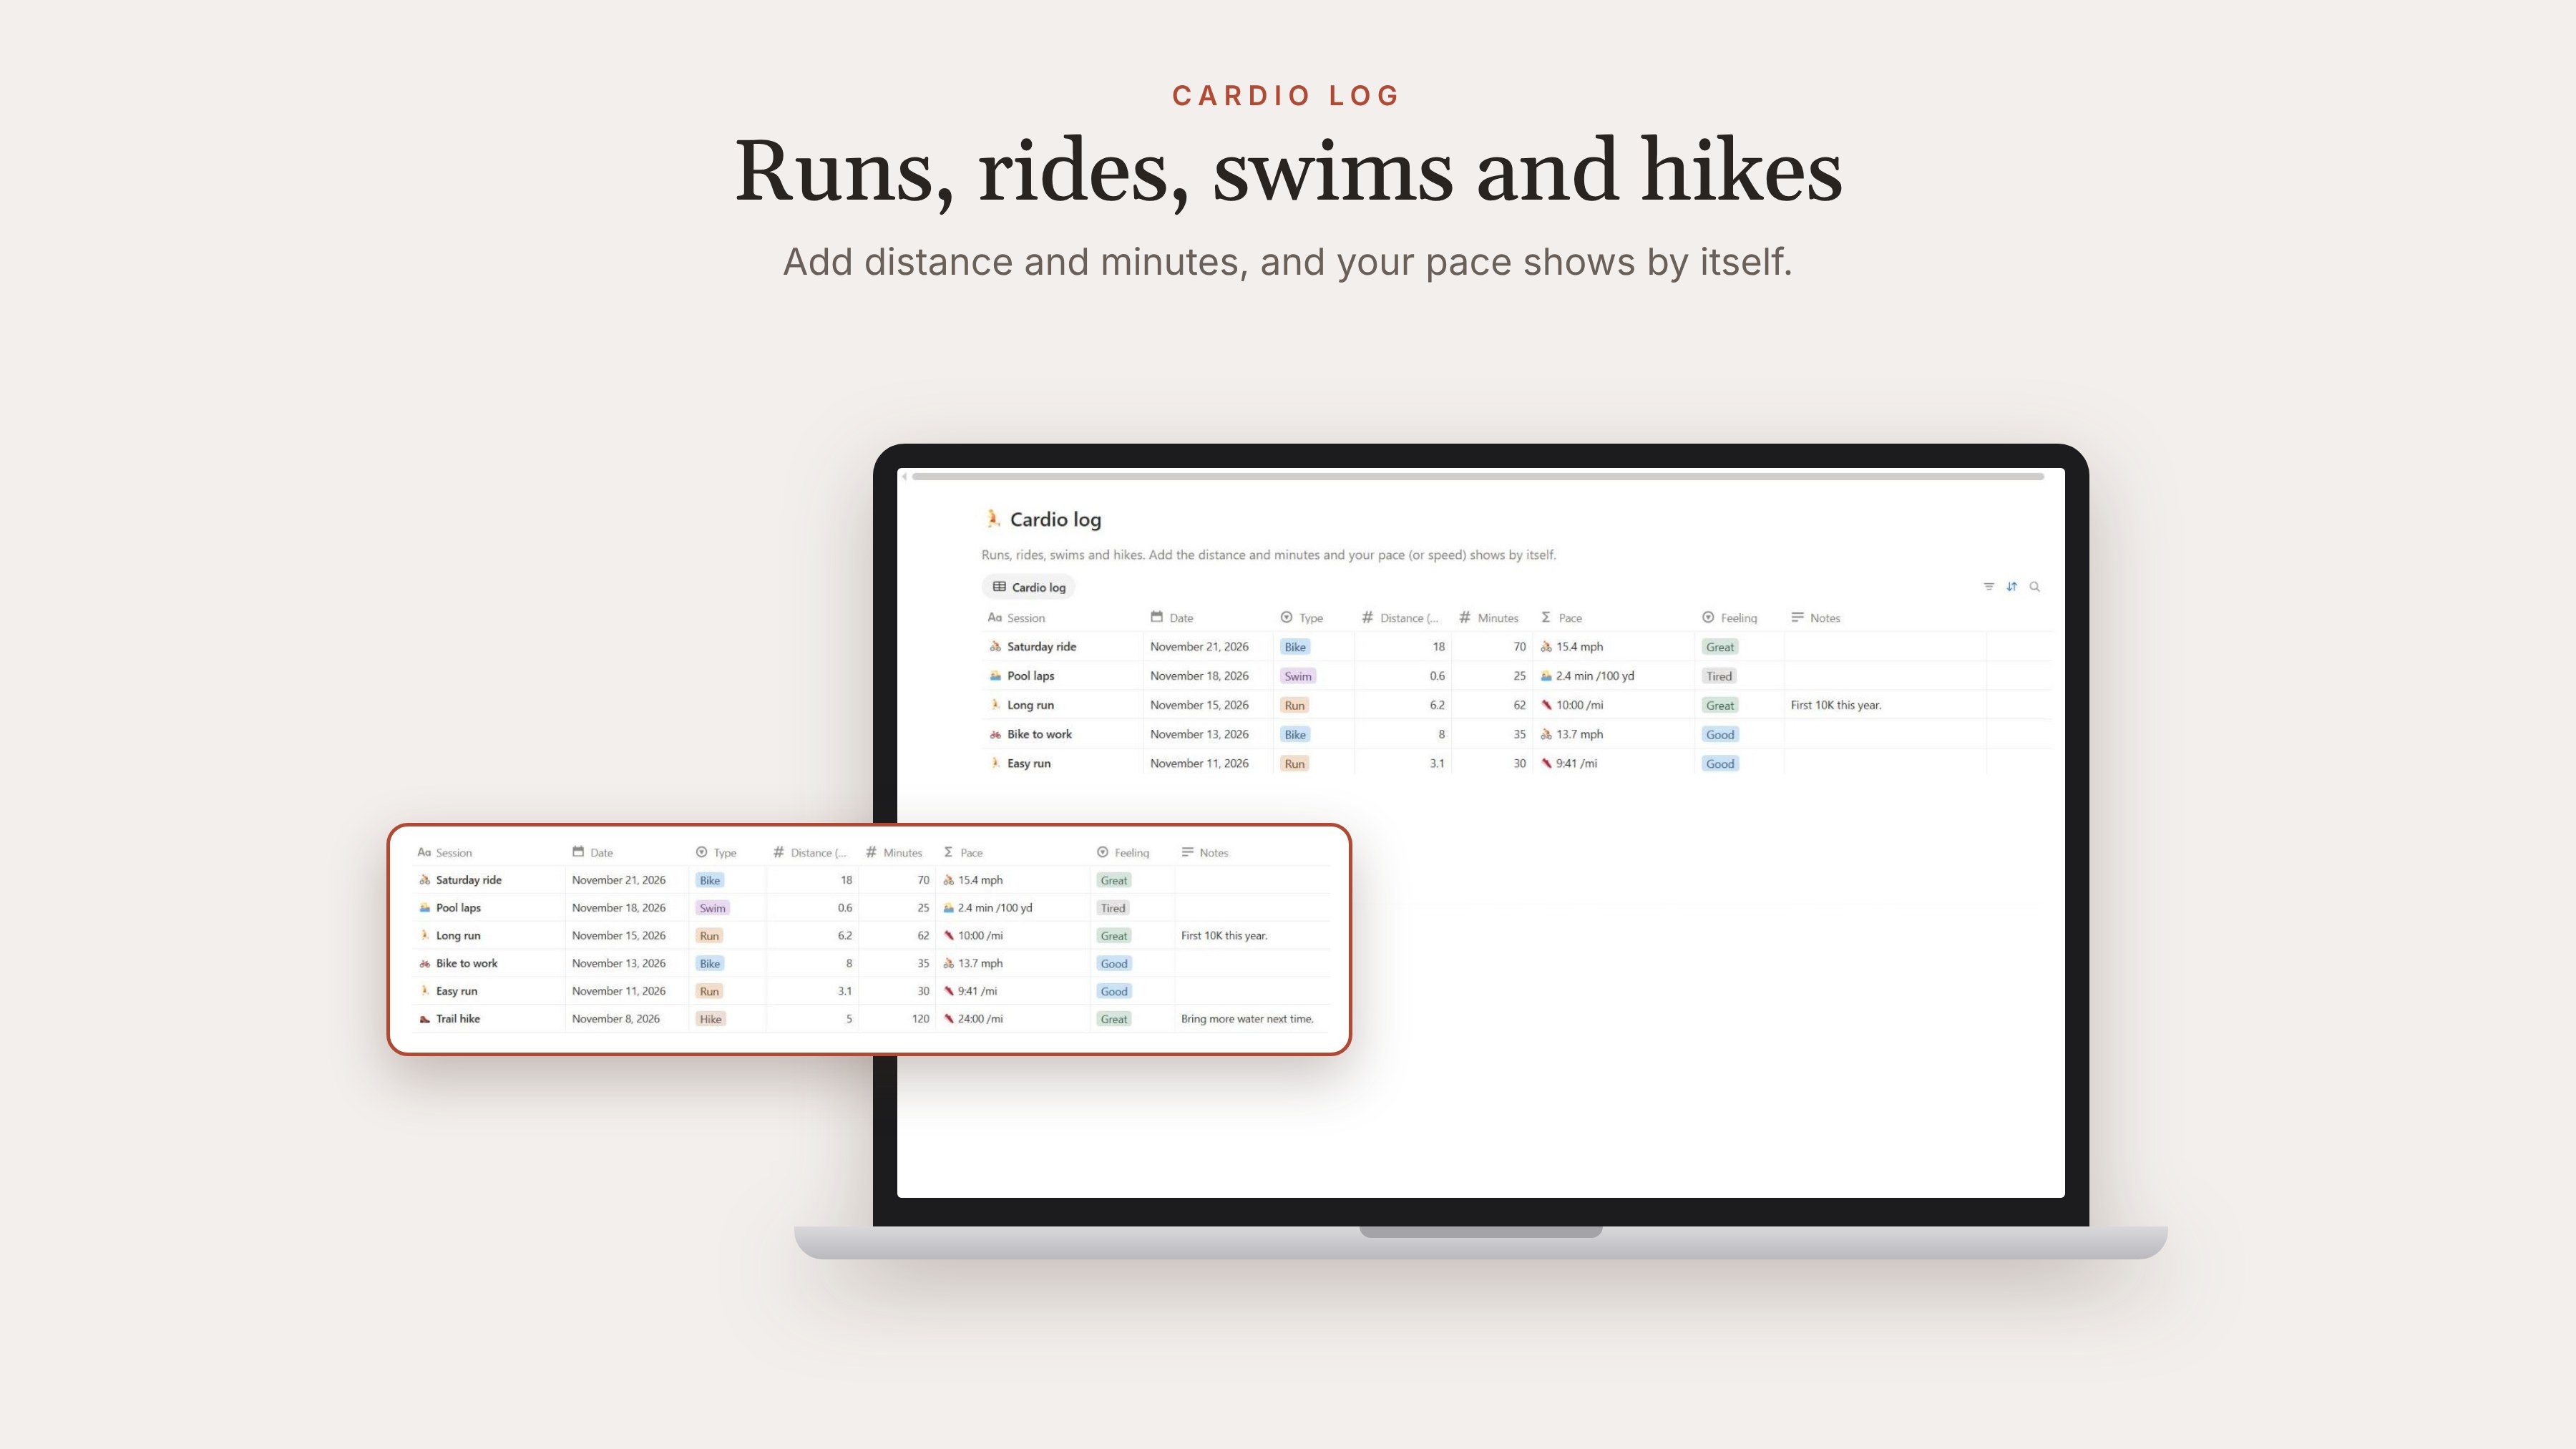 CARDIO LOG
Runs, rides, swims and hikes
Add distance and minutes, and your pace shows by itself.
Cardio log
Runs, rides, swims and hikes. Add the distance and minutes and your pace (or speed) shows by itself.
Cardio log
Aa Session Date Type # Distance (... # Minutes Σ Pace Feeling Notes
Saturday ride November 21, 2026 Bike 18 70 15.4 mph Great
Pool laps November 18, 2026 Swim 0.6 25 2.4 min /100 yd Tired
Long run November 15, 2026 Run 6.2 62 10:00 /mi Great First 10K this year.
Bike to work November 13, 2026 Bike 8 35 13.7 mph Good
Easy run November 11, 2026 Run 3.1 30 9:41 /mi Good
Aa Session Date Type # Distance (... # Minutes Σ Pace Feeling Notes
Saturday ride November 21, 2026 Bike 18 70 15.4 mph Great
Pool laps November 18, 2026 Swim 0.6 25 2.4 min /100 yd Tired
Long run November 15, 2026 Run 6.2 62 10:00 /mi Great First 10K this year.
Bike to work November 13, 2026 Bike 8 35 13.7 mph Good
Easy run November 11, 2026 Run 3.1 30 9:41 /mi Good
Trail hike November 8, 2026 Hike 5 120 24:00 /mi Great Bring more water next time.